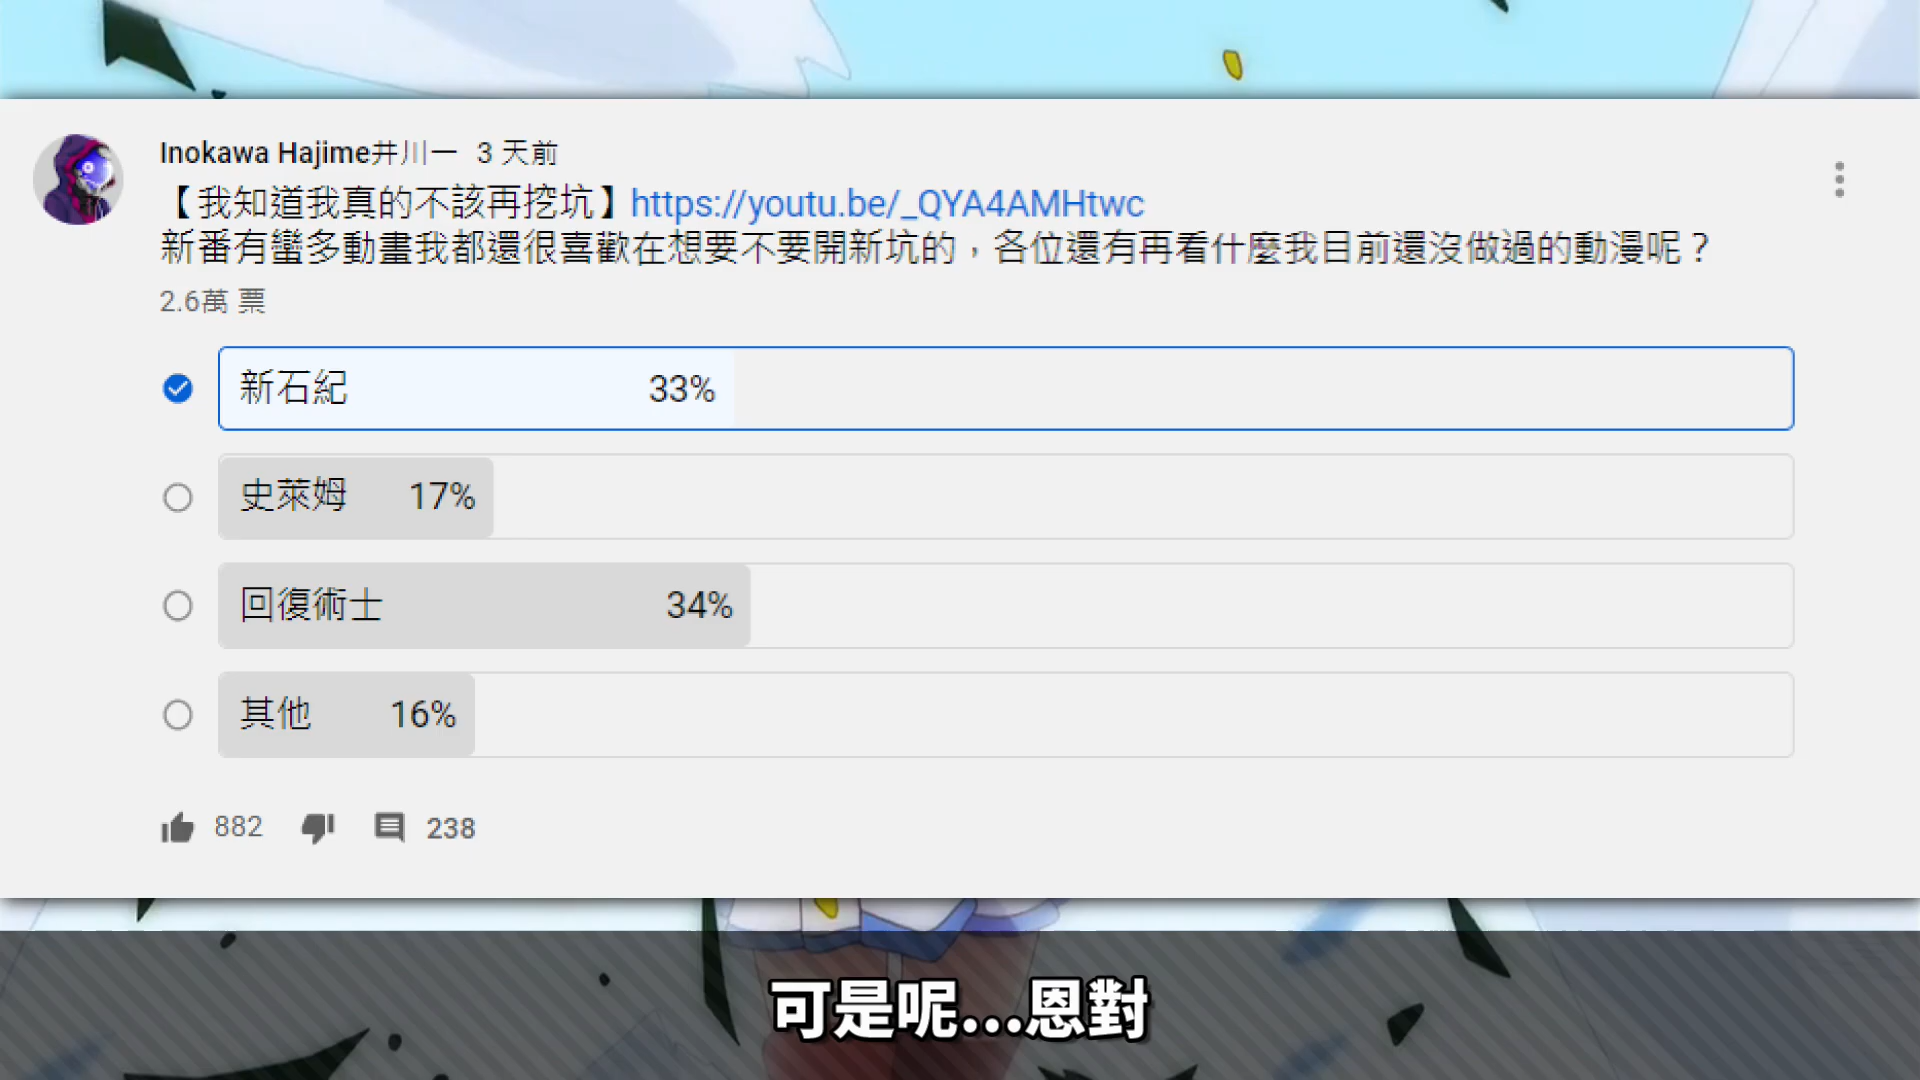 Inokawa Hajime井川一 3 天前
【我知道我真的不該再挖坑】https://youtu.be/_QYA4AMHtwc
新番有蠻多動畫我都還很喜歡在想要不要開新坑的，各位還有再看什麼我目前還沒做過的動漫呢？
2.6萬 票
新石紀 33%
史萊姆 17%
回復術士 34%
其他 16%
882 238
可是呢...恩對